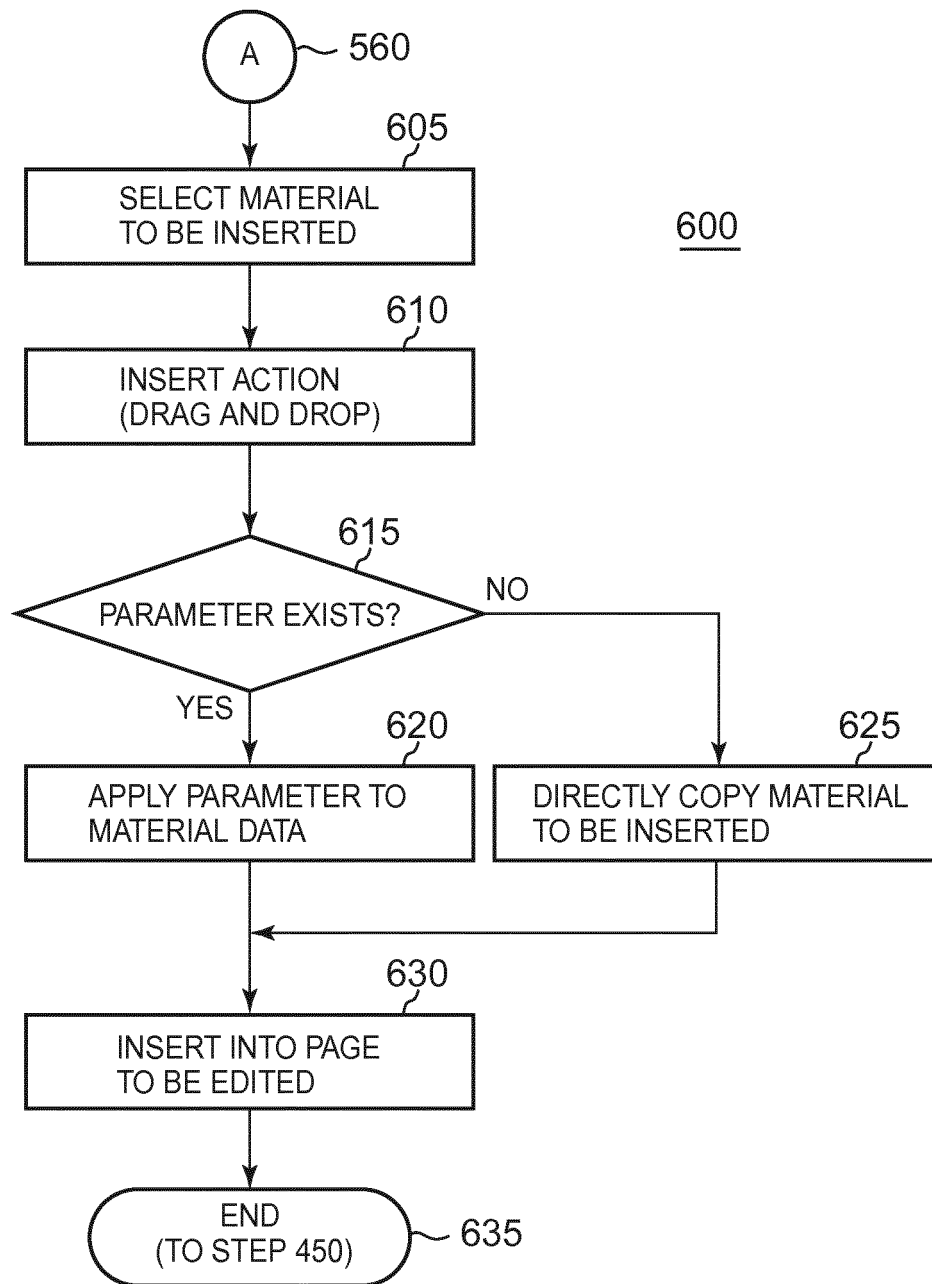 A
560
605
SELECT MATERIAL
TO BE INSERTED
600
610
INSERT ACTION
(DRAG AND DROP)
615
PARAMETER EXISTS?
NO
YES
620
APPLY PARAMETER TO
MATERIAL DATA
625
DIRECTLY COPY MATERIAL
TO BE INSERTED
630
INSERT INTO PAGE
TO BE EDITED
END
(TO STEP 450)
635